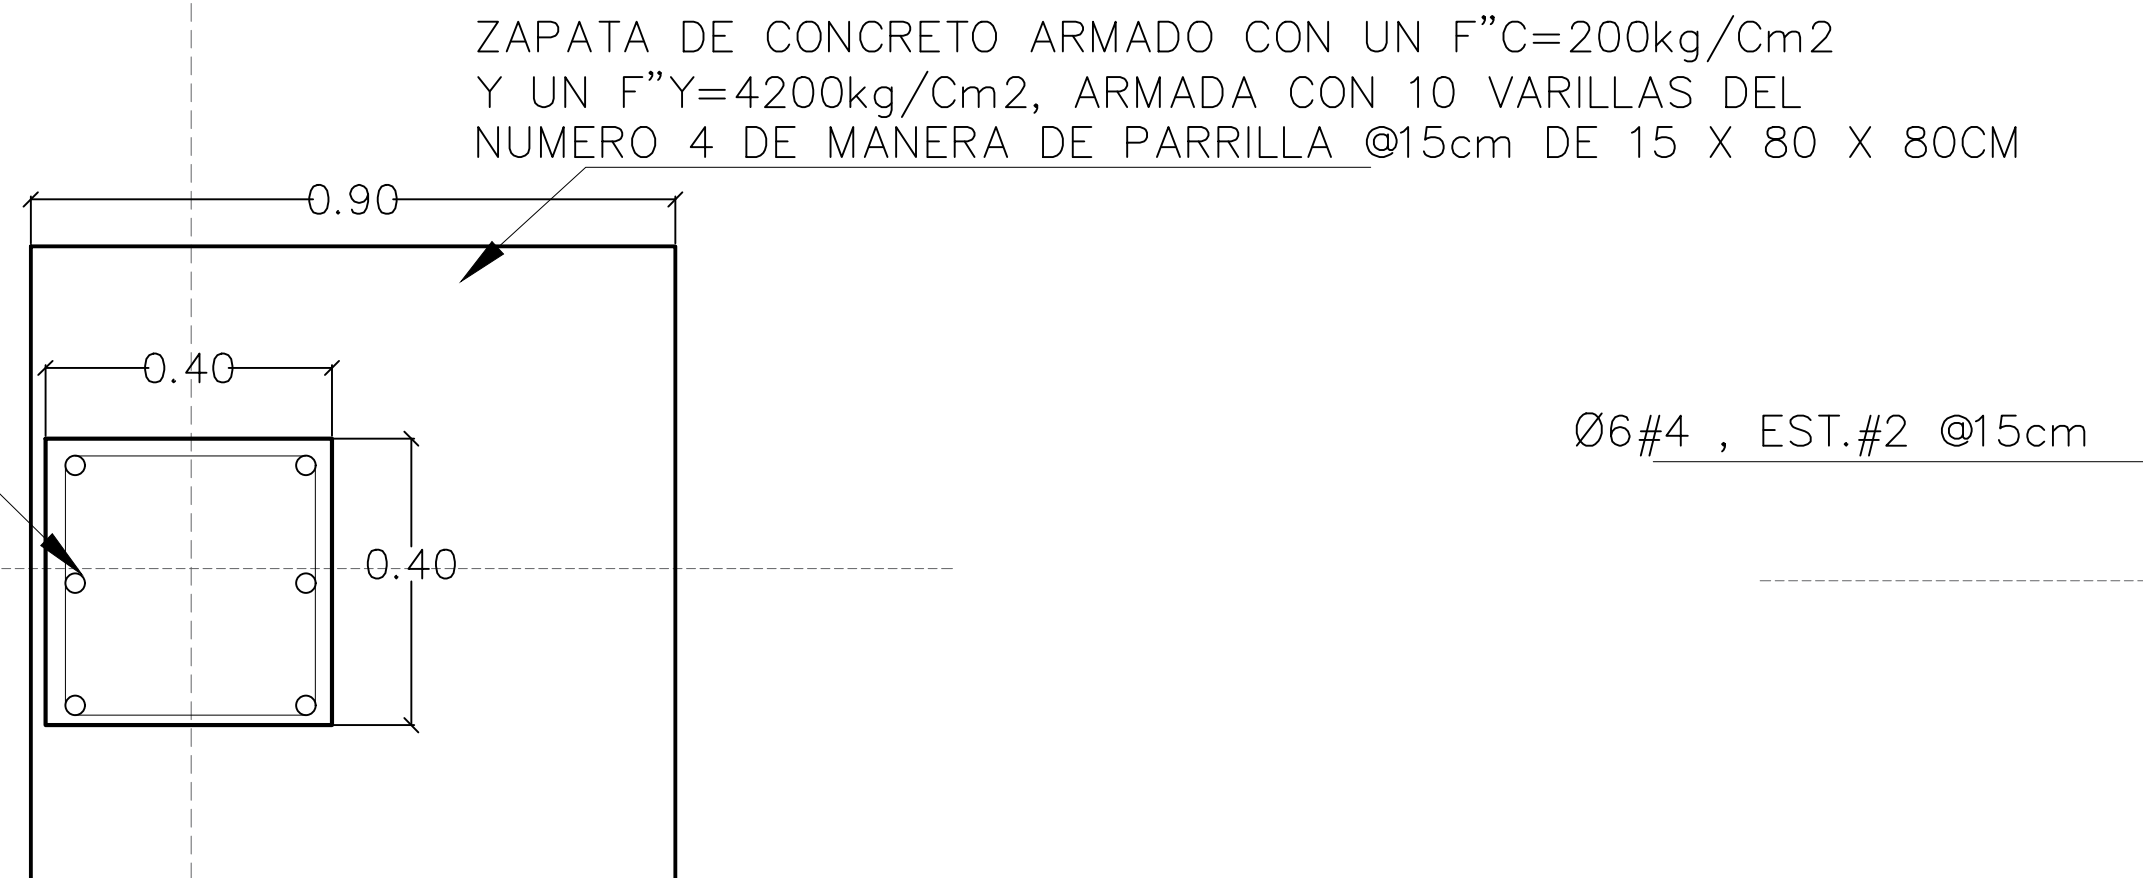 ZAPATA DE CONCRETO ARMADO CON UN F”C=200kg/Cm2
Y UN F”Y=4200kg/Cm2, ARMADA CON 10 VARILLAS DEL
NUMERO 4 DE MANERA DE PARRILLA @15cm DE 15 X 80 X 80CM
0.90
0.40
Ø6#4 , EST.#2 @15cm
0.40